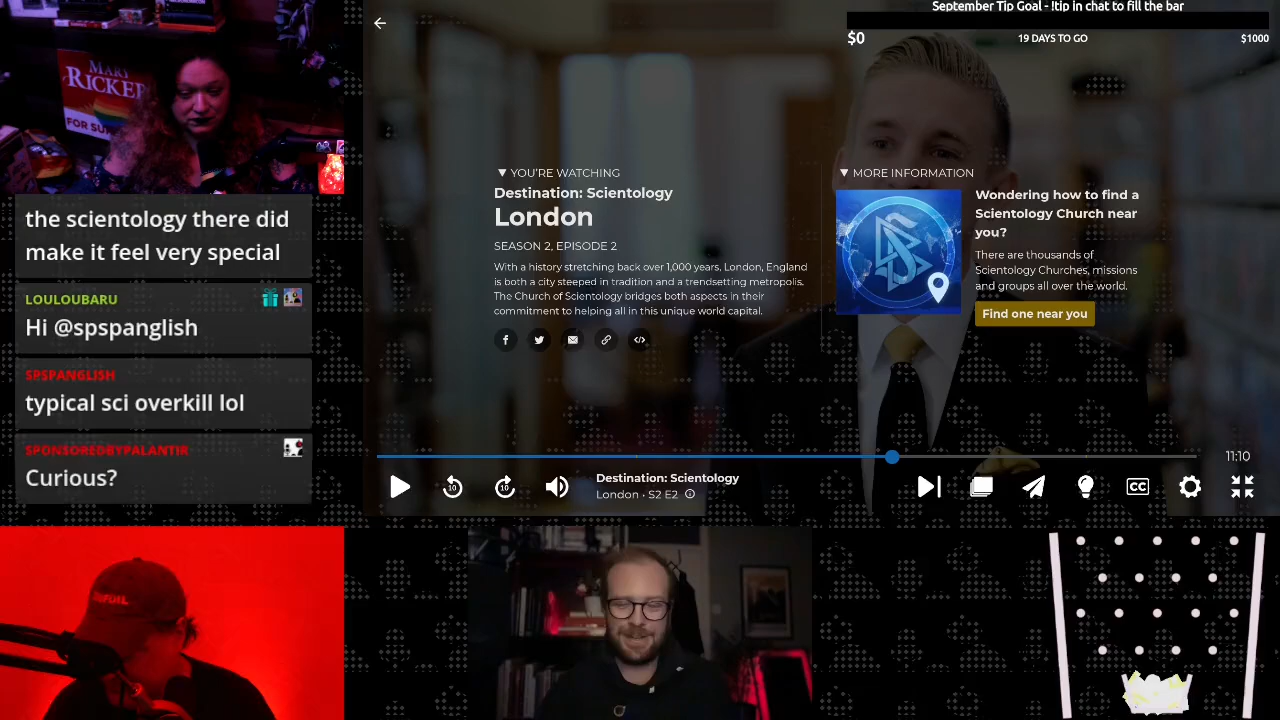 September Tip Goal - !tip in chat to fill the bar
$0
19 DAYS TO GO
$1000
MARY
FOR
the scientology there did
make it feel very special
LOULOUBARU
Hi @spspanglish
SPSPANGLISH
typical sci overkill lol
SPONSOREDBYPALANTIR
Curious?
▼ YOU'RE WATCHING
Destination: Scientology
London
SEASON 2, EPISODE 2
With a history stretching back over 1,000 years, London, England
is both a city steeped in tradition and a trendsetting metropolis.
The Church of Scientology bridges both aspects in their
commitment to helping all in this unique world capital.
▼ MORE INFORMATION
Wondering how to find a
Scientology Church near
you?
There are thousands of
Scientology Churches, missions
and groups all over the world.
Find one near you
11:10
10
10
Destination: Scientology
London · S2 E2
CC